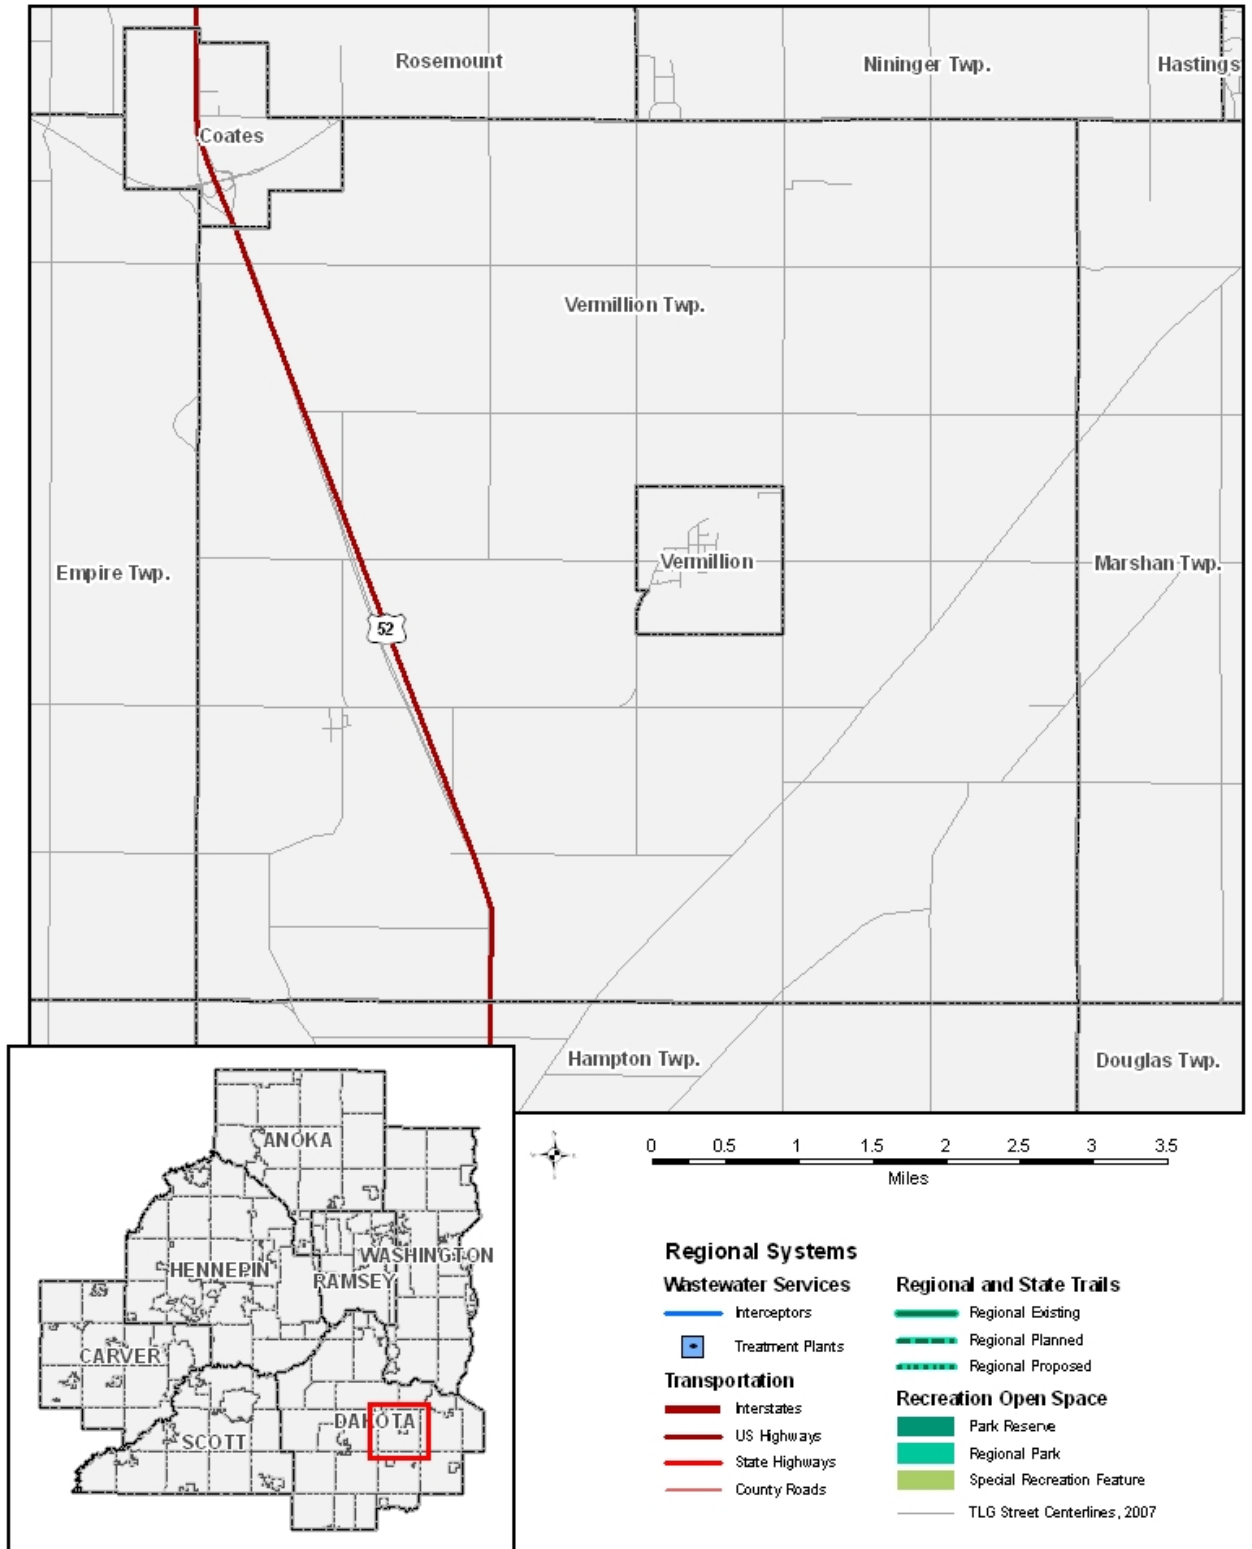 Rosemount
Nininger Twp.
Hastings
Coates
Vermillion Twp.
Vermillion
Empire Twp.
Marshan Twp.
52
Hampton Twp.
Douglas Twp.
ANOKA
WASHINGTON
HENNEPIN
RAMSEY
CARVER
DAKOTA
SCOTT
0 0.5 1 1.5 2 2.5 3 3.5
Miles
Regional Systems
Wastewater Services
Interceptors
Treatment Plants
Transportation
Interstates
US Highways
State Highways
County Roads
Regional and State Trails
Regional Existing
Regional Planned
Regional Proposed
Recreation Open Space
Park Reserve
Regional Park
Special Recreation Feature
TLG Street Centerlines, 2007